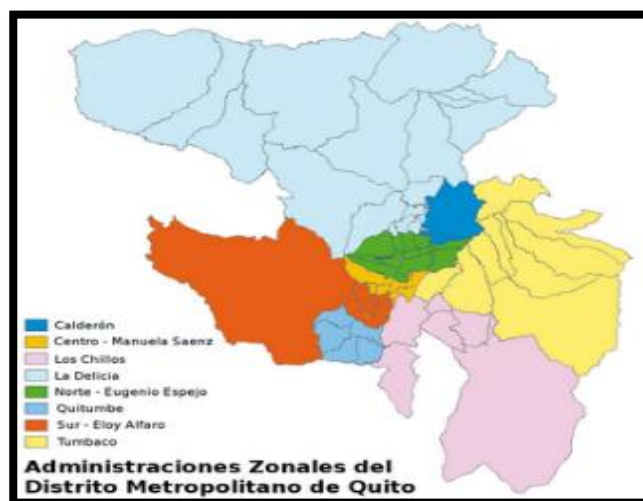 Calderón
Centro - Manuela Saenz
Los Chillos
La Delicia
Norte - Eugenio Espejo
Quitumbe
Sur - Eloy Alfaro
Tumbaco
Administraciones Zonales del
Distrito Metropolitano de Quito